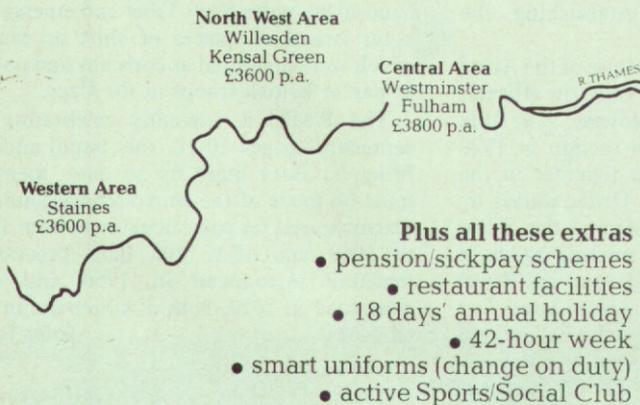 North West Area
Willesden
Kensal Green
£3600 p.a.
Central Area
Westminster
Fulham
£3800 p.a.
R THAMES
Western Area
Staines
£3600 p.a.
Plus all these extras
• pension/sickpay schemes
• restaurant facilities
• 18 days' annual holiday
• 42-hour week
• smart uniforms (change on duty)
• active Sports/Social Club